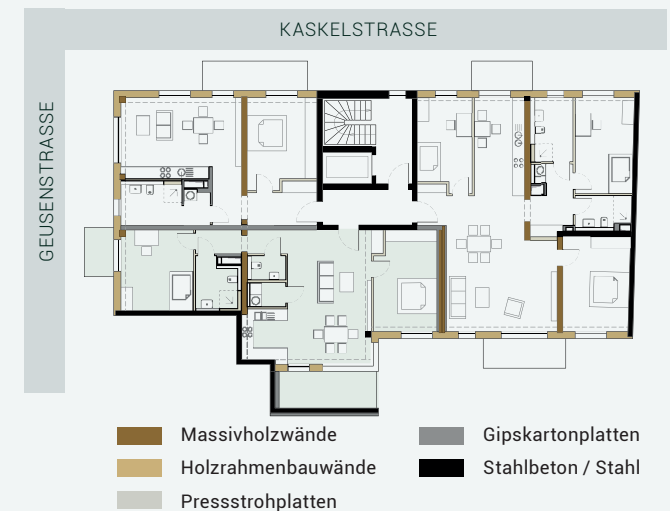 KASKELSTRASSE
GEUSENSTRASSE
Massivholzwände
Holzrahmenbauwände
Pressstrohplatten
Gipskartonplatten
Stahlbeton / Stahl